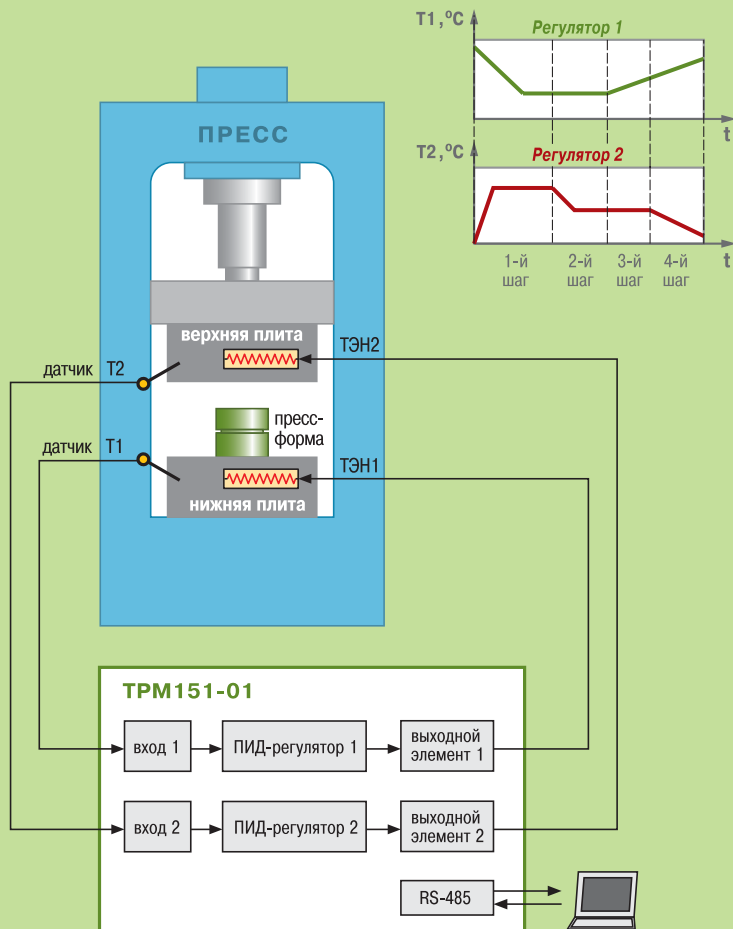 T1,ºC
Регулятор 1
t
T2,ºC
Регулятор 2
t
1-й
шаг
2-й
шаг
3-й
шаг
4-й
шаг
ПРЕСС
верхняя плита
ТЭН2
датчик T2
пресс-
форма
датчик T1
ТЭН1
нижняя плита
ТРМ151-01
вход 1
ПИД-регулятор 1
выходной
элемент 1
вход 2
ПИД-регулятор 2
выходной
элемент 2
RS-485